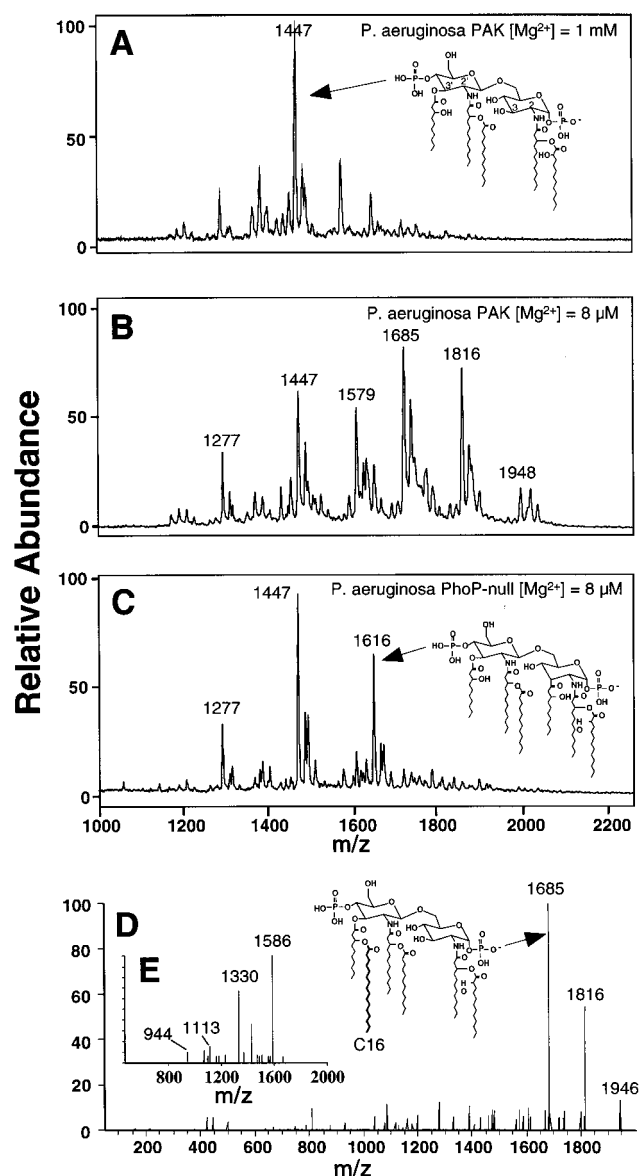 Relative Abundance
A
P. aeruginosa PAK [Mg2+] = 1 mM
100
50
0
1447
B
P. aeruginosa PAK [Mg2+] = 8 µM
100
50
0
1277
1447
1579
1685
1816
1948
C
P. aeruginosa PhoP-null [Mg2+] = 8 µM
100
50
0
1277
1447
1616
1000 1200 1400 1600 1800 2000 2200
m/z
D
100
80
60
40
20
0
1685
1816
1946
C16
E
944
1113
1330
1586
800 1200 1600 2000
m/z
200 400 600 800 1000 1200 1400 1600 1800
m/z